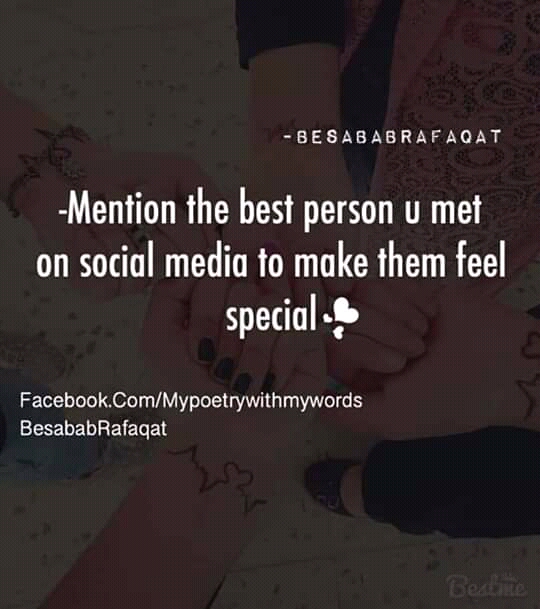 -BESABABRAFAQAT
-Mention the best person u met
on social media to make them feel
special
Facebook.Com/Mypoetrywithmywords
BesababRafaqat
Bestme